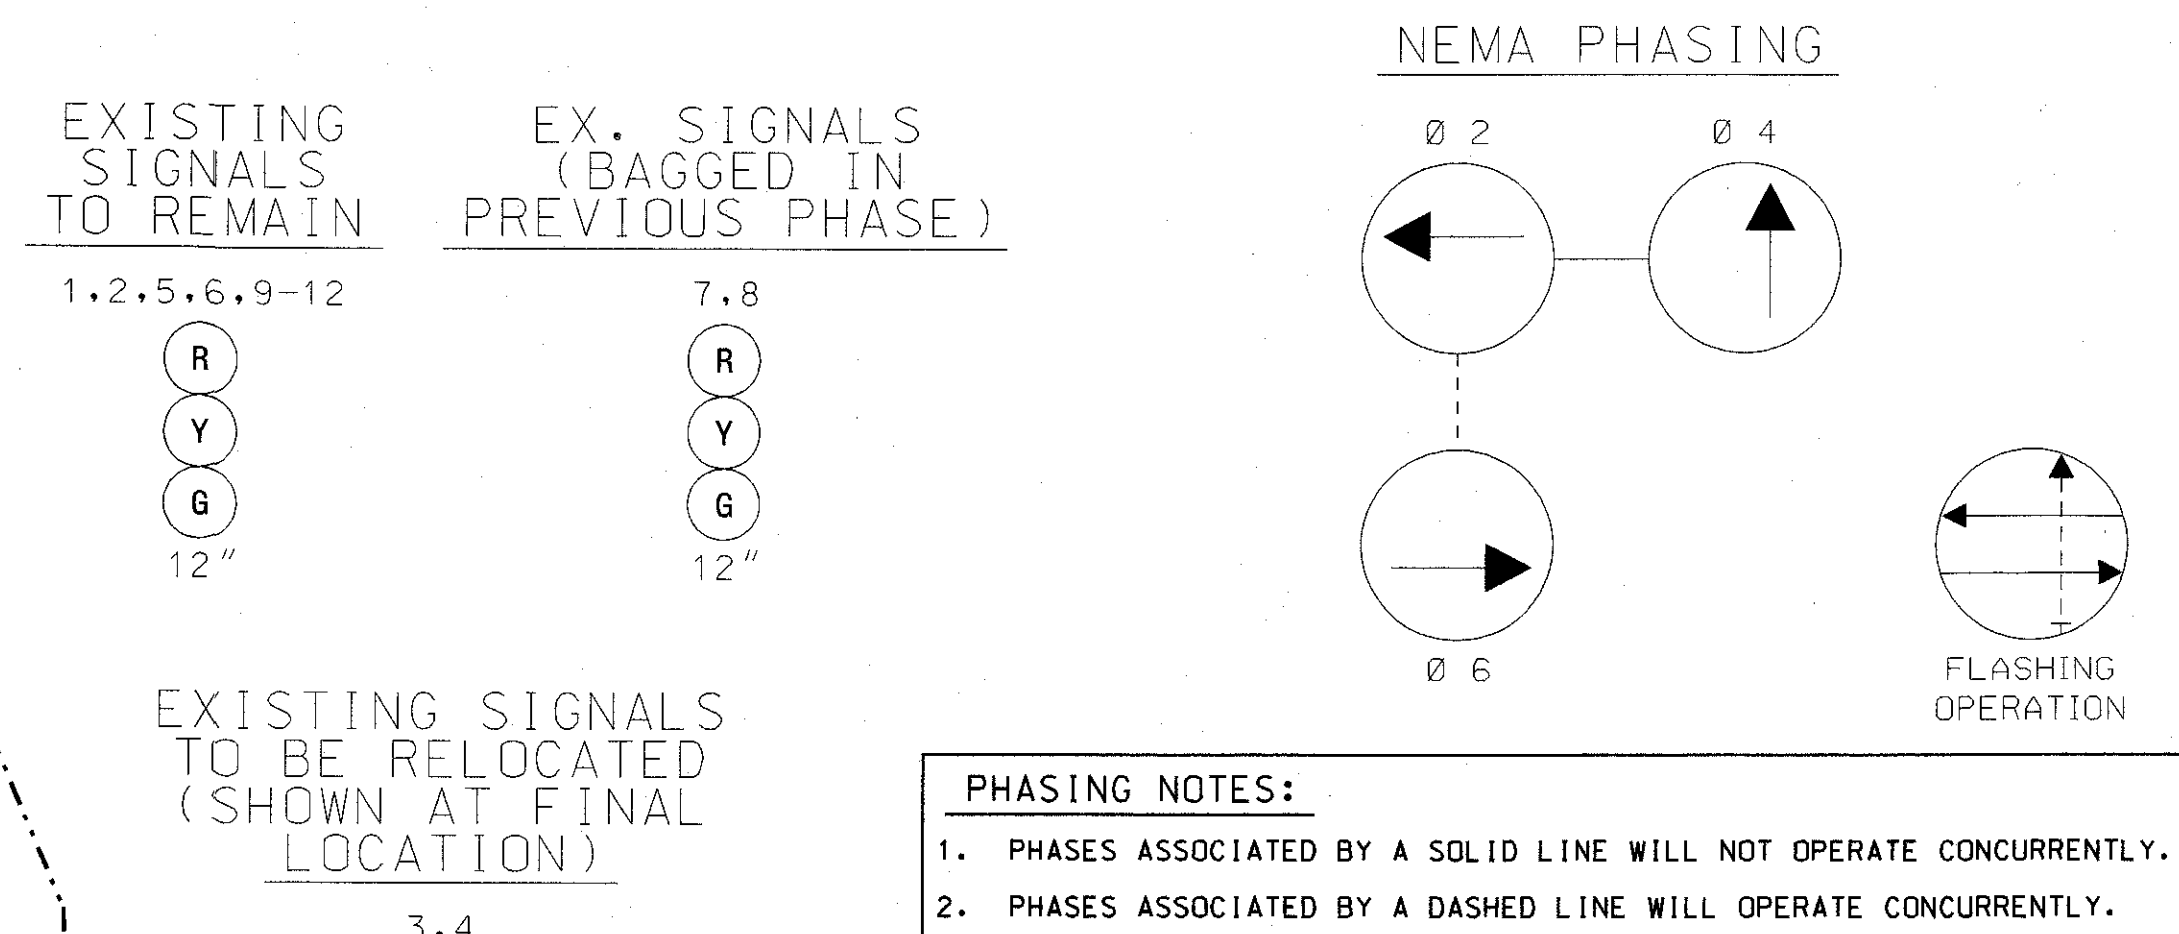 NEMA PHASING
EXISTING
SIGNALS
TO REMAIN
1,2,5,6,9-12
R
Y
G
12"
EX. SIGNALS
(BAGGED IN
PREVIOUS PHASE)
7,8
R
Y
G
12"
Ø 2
Ø 4
Ø 6
FLASHING
OPERATION
EXISTING SIGNALS
TO BE RELOCATED
(SHOWN AT FINAL
LOCATION)
3,4
PHASING NOTES:
1. PHASES ASSOCIATED BY A SOLID LINE WILL NOT OPERATE CONCURRENTLY.
2. PHASES ASSOCIATED BY A DASHED LINE WILL OPERATE CONCURRENTLY.